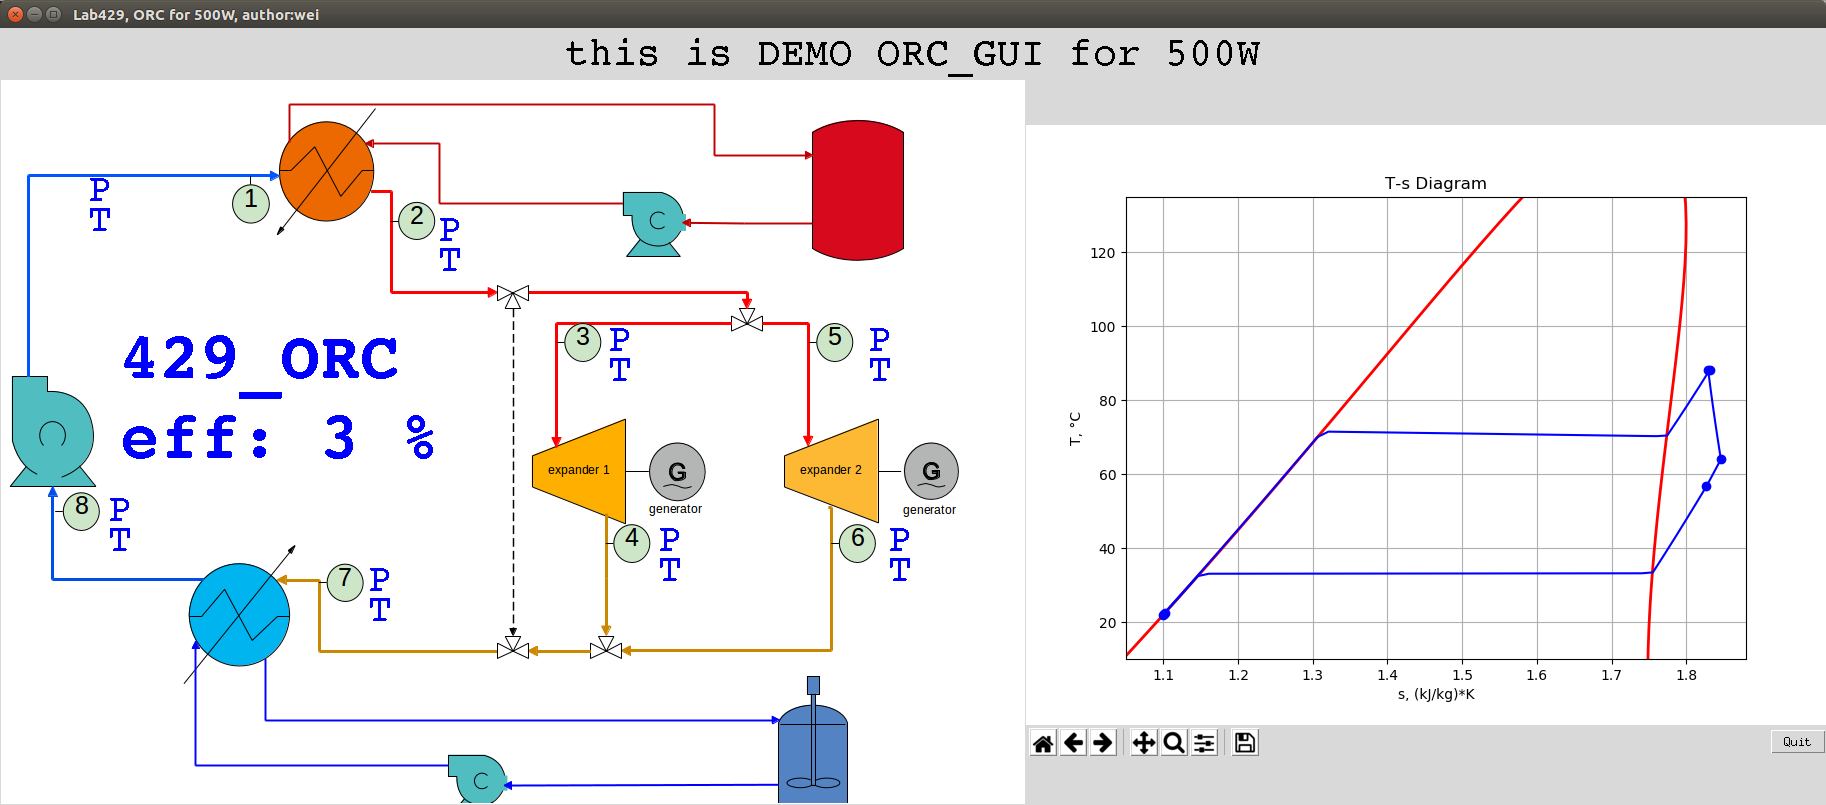 Lab429, ORC for 500W, author:wei
this is DEMO ORC_GUI for 500W
P
T
1
2
P
T
C
429_ORC
eff: 3 %
3
P
T
5
P
T
expander 1
G
generator
expander 2
G
generator
8
P
T
4
P
T
6
P
T
7
P
T
C
T-s Diagram
T, °C
120
100
80
60
40
20
1.1 1.2 1.3 1.4 1.5 1.6 1.7 1.8
s, (kJ/kg)*K
Quit